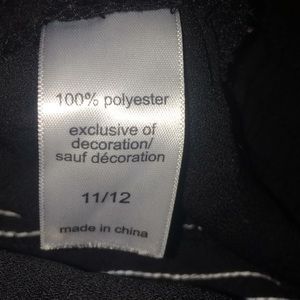 100% polyester
exclusive of
decoration/
sauf décoration
11/12
made in china